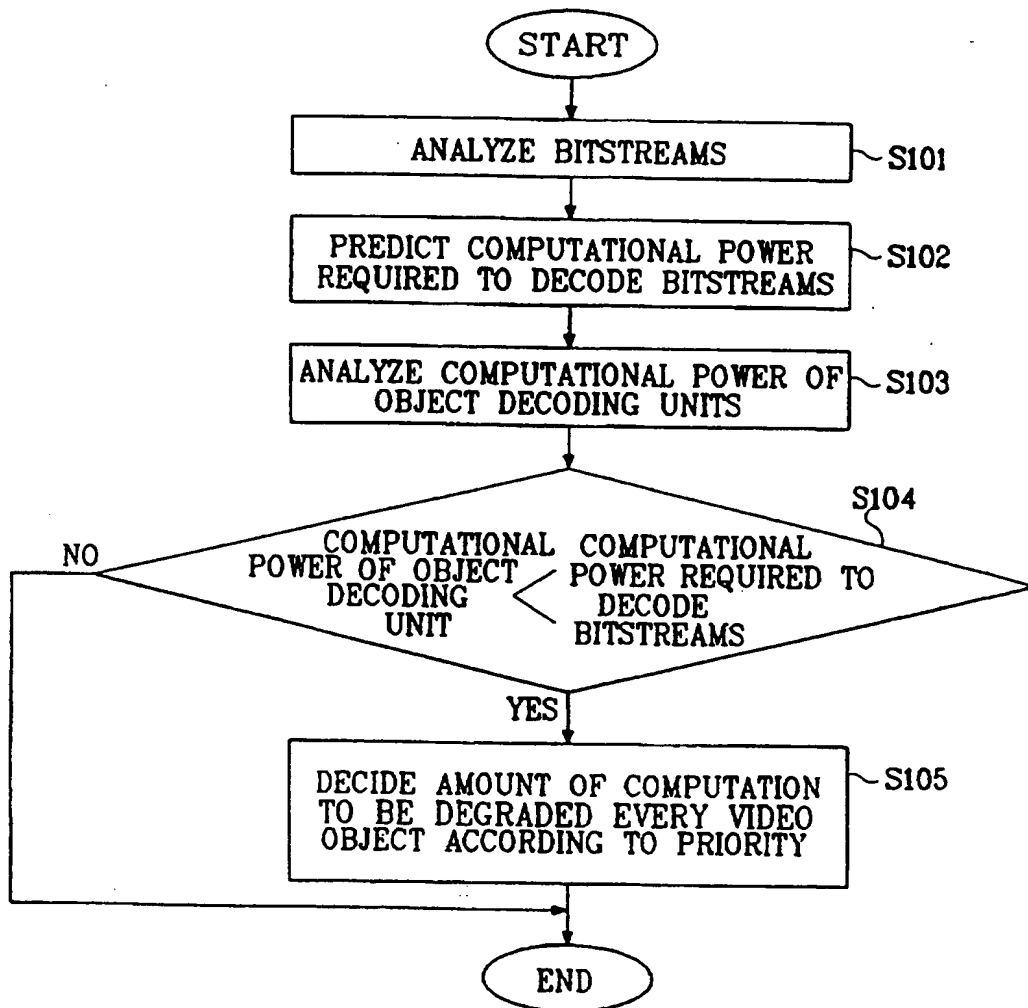 START
ANALYZE BITSTREAMS
S101
PREDICT COMPUTATIONAL POWER
REQUIRED TO DECODE BITSTREAMS
S102
ANALYZE COMPUTATIONAL POWER OF
OBJECT DECODING UNITS
S103
S104
NO
COMPUTATIONAL
POWER OF OBJECT
DECODING
UNIT
<
COMPUTATIONAL
POWER REQUIRED TO
DECODE
BITSTREAMS
YES
DECIDE AMOUNT OF COMPUTATION
TO BE DEGRADED EVERY VIDEO
OBJECT ACCORDING TO PRIORITY
S105
END